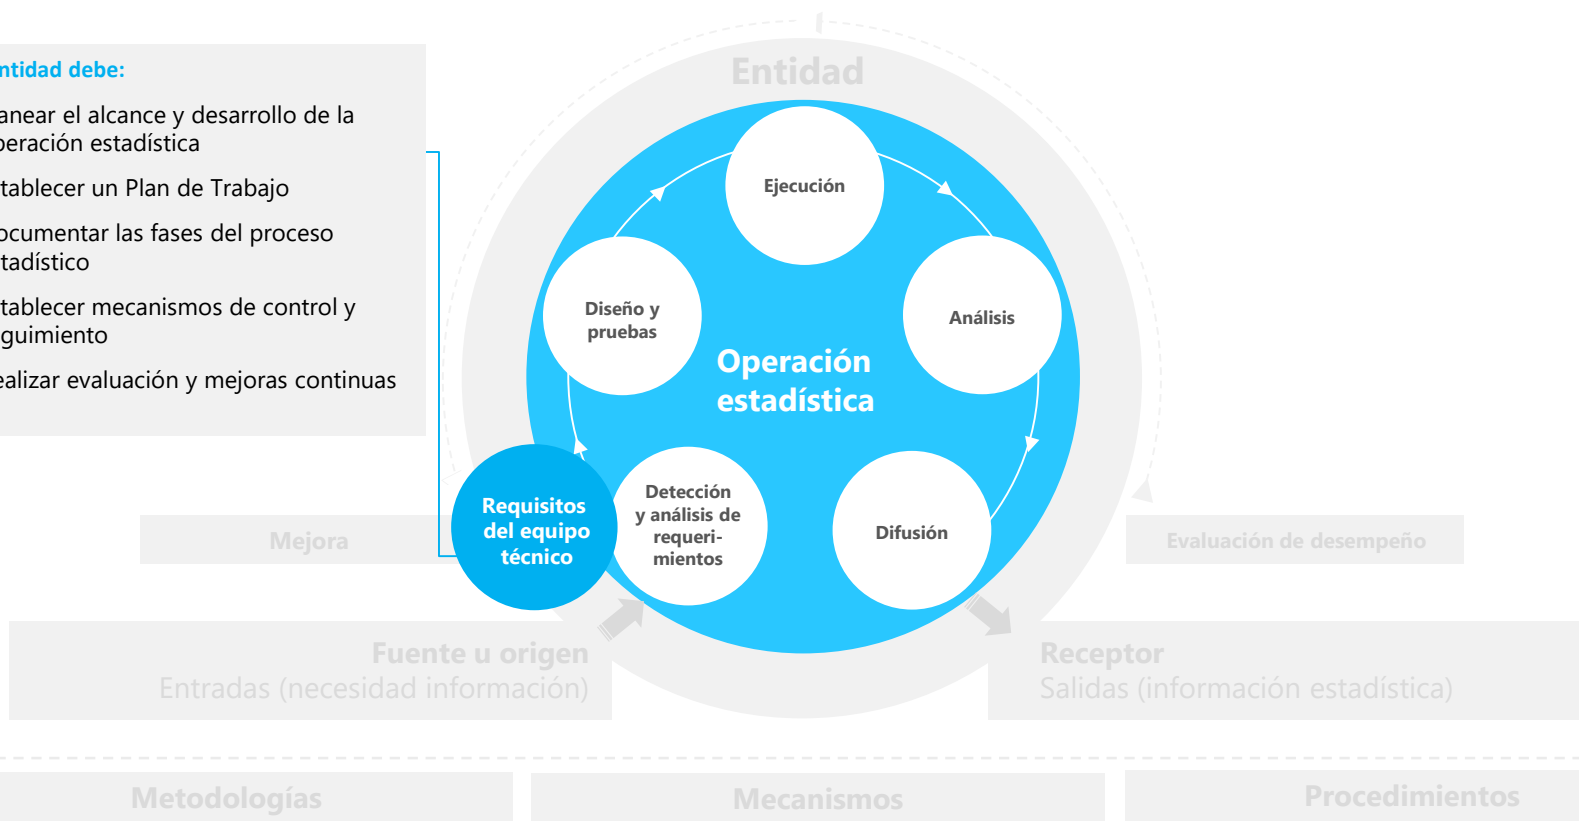 ntidad debe:
anear el alcance y desarrollo de la
peración estadística
tablecer un Plan de Trabajo
ocumentar las fases del proceso
tadístico
tablecer mecanismos de control y
guimiento
ealizar evaluación y mejoras continuas
Entidad
Ejecución
Diseño y
pruebas
Análisis
Operación
estadística
Requisitos
del equipo
técnico
Detección
y análisis de
requeri-
mientos
Difusión
Mejora
Evaluación de desempeño
Fuente u origen
Entradas (necesidad información)
Receptor
Salidas (información estadística)
Metodologías
Mecanismos
Procedimientos